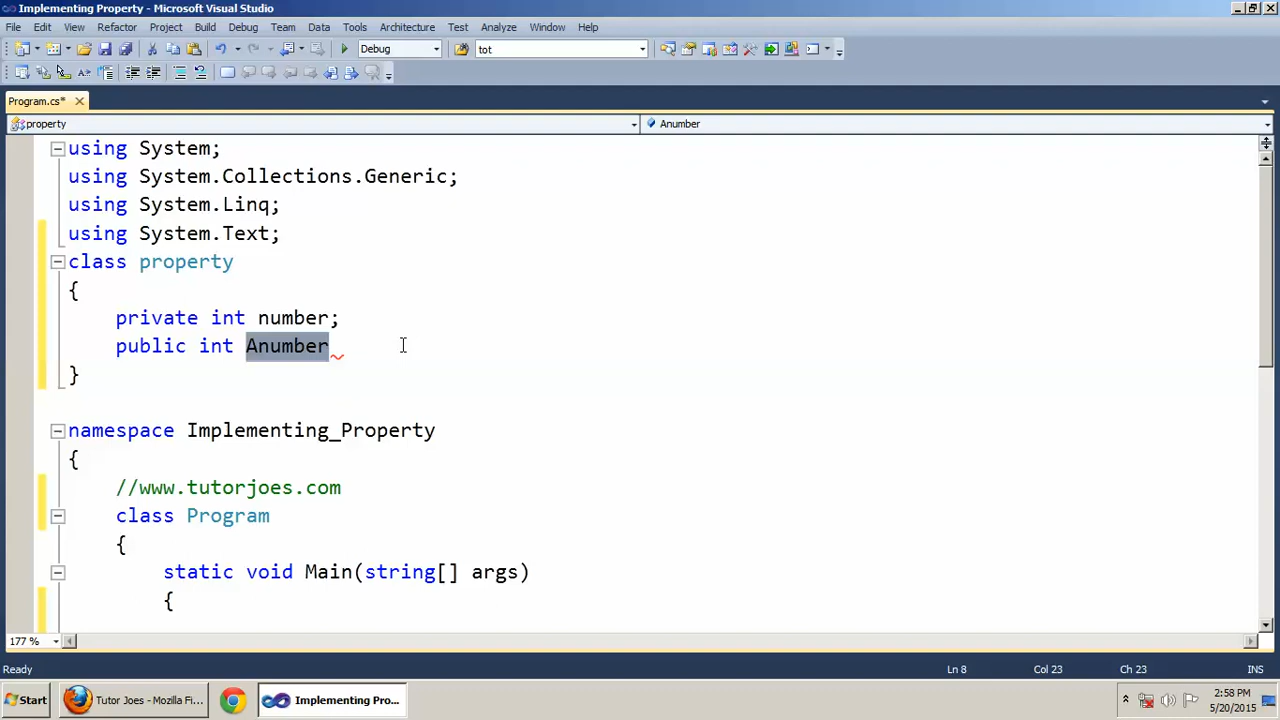 Implementing Property - Microsoft Visual Studio
File Edit View Refactor Project Build Debug Team Data Tools Architecture Test Analyze Window Help
Debug tot
Program.cs*
property Anumber
using System;
using System.Collections.Generic;
using System.Linq;
using System.Text;
class property
{
private int number;
public int Anumber
}
namespace Implementing_Property
{
//www.tutorjoes.com
class Program
{
static void Main(string[] args)
{
177 %
Ready Ln 8 Col 23 Ch 23 INS
Start Tutor Joes - Mozilla Fi... Implementing Pro... 2:58 PM
5/20/2015